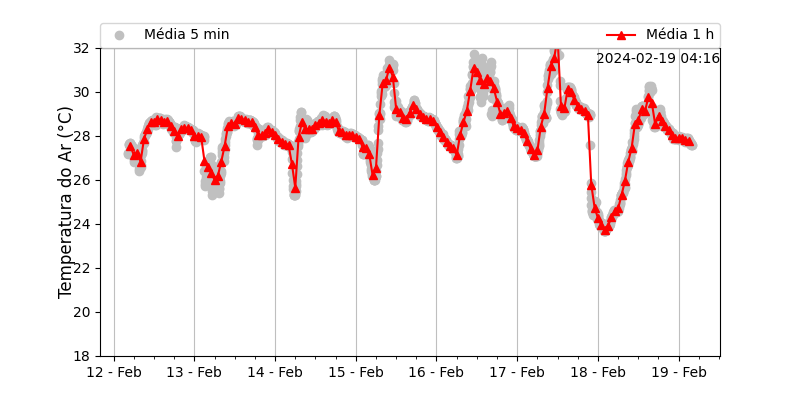 Média 5 min
Média 1 h
2024-02-19 04:16
Temperatura do Ar (°C)
32
30
28
26
24
22
20
18
12 - Feb
13 - Feb
14 - Feb
15 - Feb
16 - Feb
17 - Feb
18 - Feb
19 - Feb